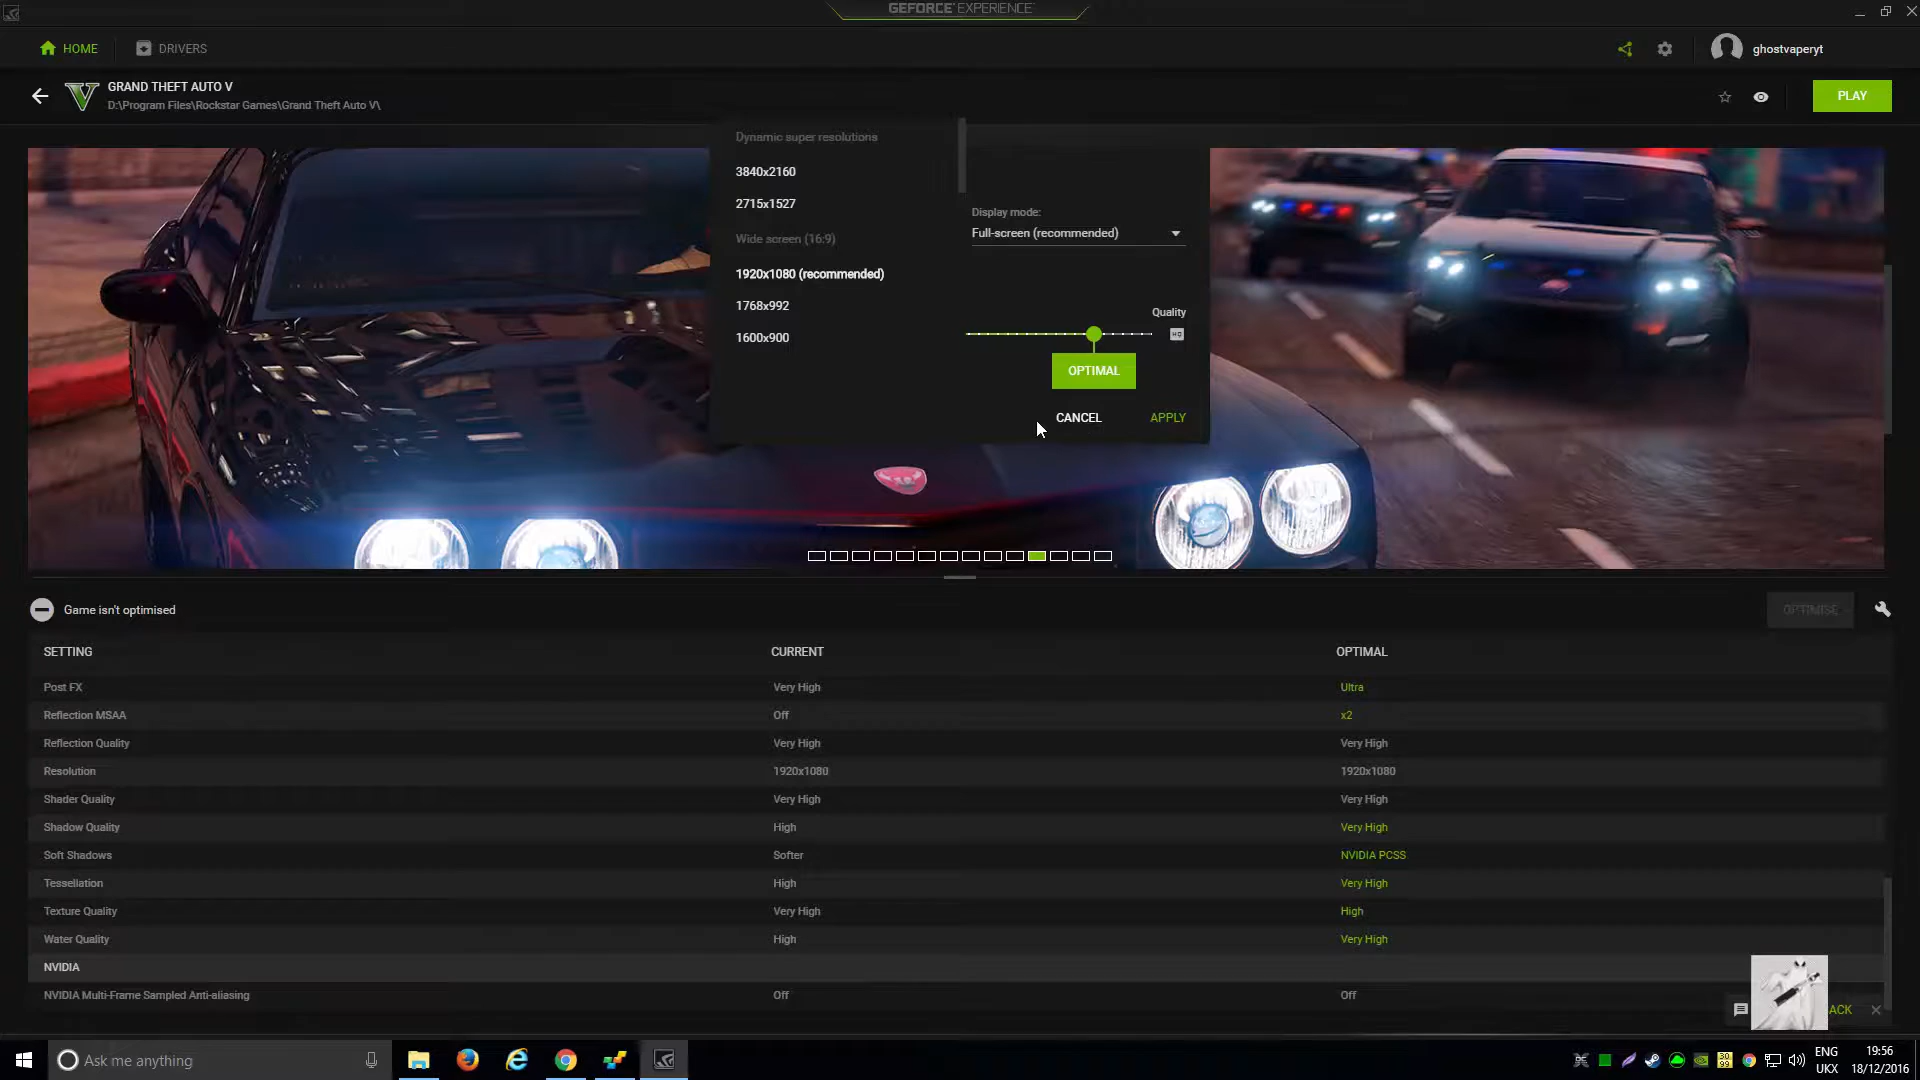 GEFORCE EXPERIENCE
HOME
DRIVERS
ghostvaperyt
GRAND THEFT AUTO V
D:\Program Files\Rockstar Games\Grand Theft Auto V\
PLAY
Dynamic super resolutions
3840x2160
2715x1527
Wide screen (16:9)
1920x1080 (recommended)
1768x992
1600x900
Display mode:
Full-screen (recommended)
Quality
HQ
OPTIMAL
CANCEL
APPLY
Game isn't optimised
OPTIMISE
SETTING CURRENT OPTIMAL
Post FX Very High Ultra
Reflection MSAA Off x2
Reflection Quality Very High Very High
Resolution 1920x1080 1920x1080
Shader Quality Very High Very High
Shadow Quality High Very High
Soft Shadows Softer NVIDIA PCSS
Tessellation High Very High
Texture Quality Very High High
Water Quality High Very High
NVIDIA
NVIDIA Multi-Frame Sampled Anti-aliasing Off Off
ACK
Ask me anything
30
99
ENG
UKX
19:56
18/12/2016